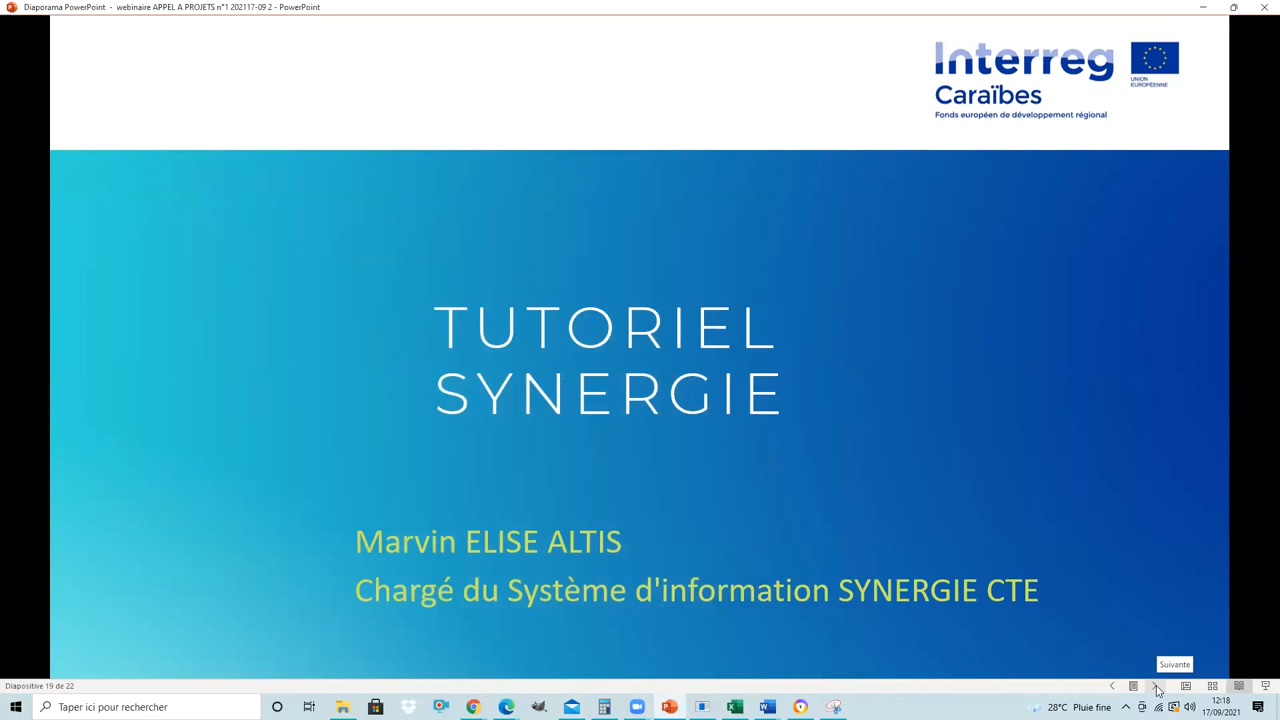 Diaporama PowerPoint - webinaire APPEL A PROJETS n°1 202117-09 2 - PowerPoint
Interreg
Caraïbes
Fonds européen de développement régional
UNION
EUROPÉENNE
TUTORIEL
SYNERGIE
Marvin ELISE ALTIS
Chargé du Système d'information SYNERGIE CTE
Suivante
Diapositive 19 de 22
Taper ici pour rechercher
28°C Pluie fine
12:18
17/09/2021